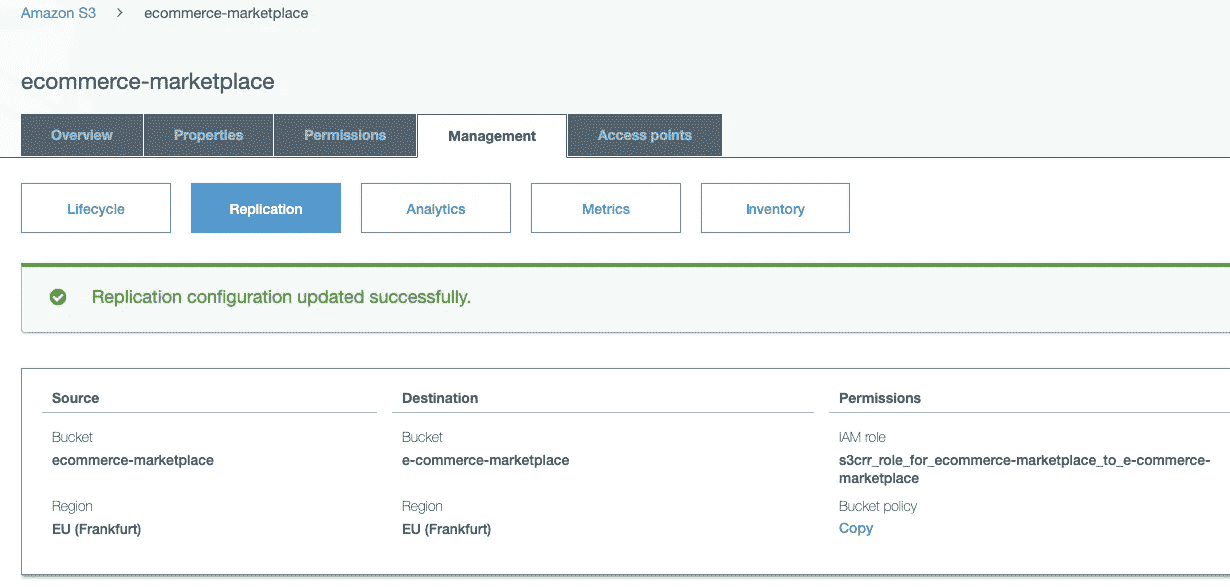 Amazon S3 > ecommerce-marketplace
ecommerce-marketplace
Overview Properties Permissions Management Access points
Lifecycle Replication Analytics Metrics Inventory
Replication configuration updated successfully.
Source Destination Permissions
Bucket Bucket IAM role
ecommerce-marketplace e-commerce-marketplace s3crr_role_for_ecommerce-marketplace_to_e-commerce-
marketplace
Region Region Bucket policy
EU (Frankfurt) EU (Frankfurt) Copy